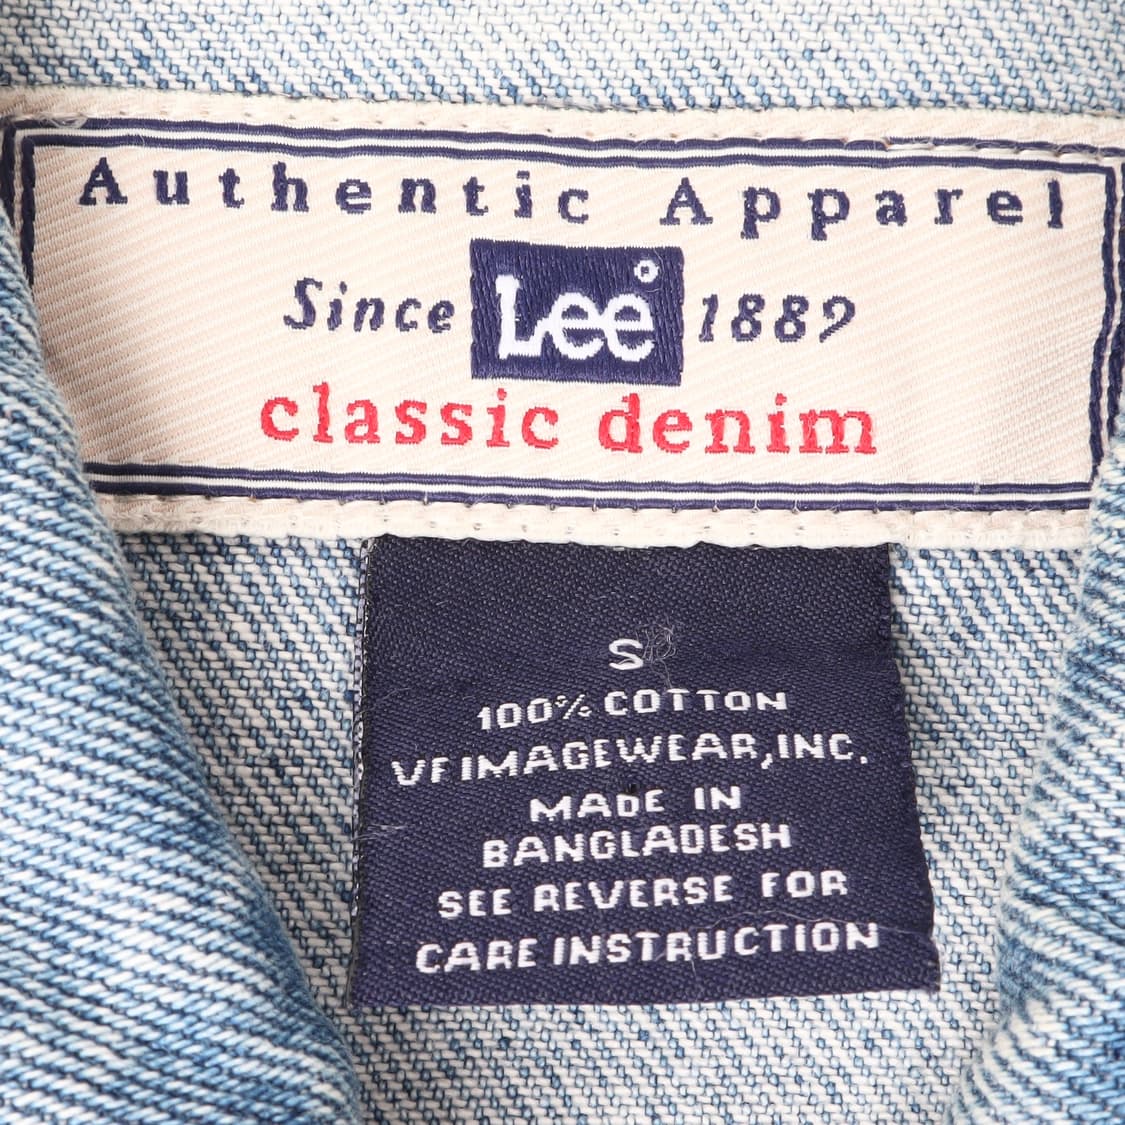 Authentic Apparel
Since Lee 1889
classic denim
S
100% COTTON
VF IMAGEWEAR, INC.
MADE IN
BANGLADESH
SEE REVERSE FOR
CARE INSTRUCTION